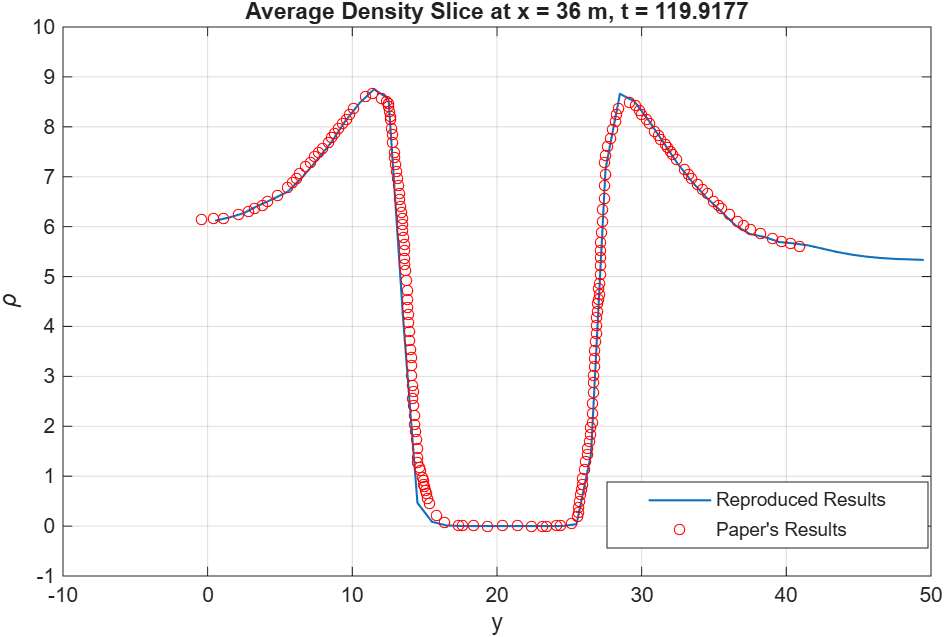 Average Density Slice at x = 36 m, t = 119.9177
10
9
8
7
6
5
4
3
2
1
0
-1
ρ
Reproduced Results
Paper's Results
-10 0 10 20 30 40 50
y